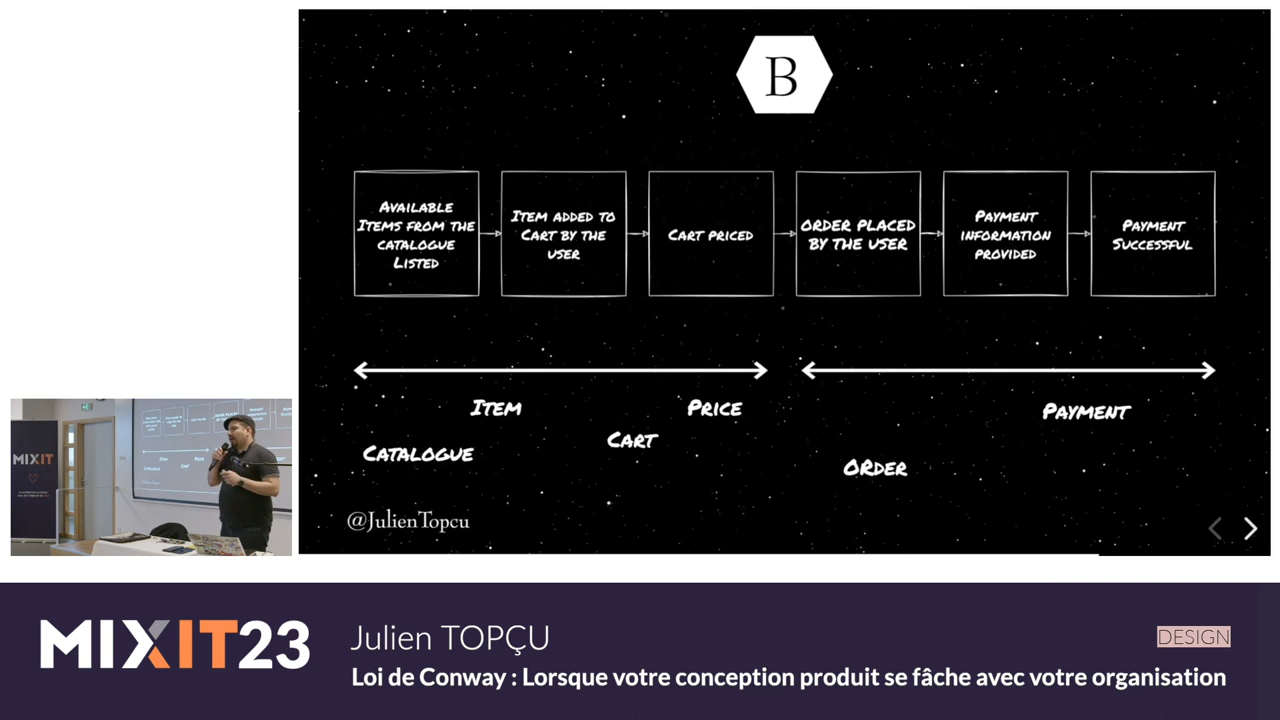 B
Available
Items from the
catalogue
Listed
Item added to
Cart by the
user
Cart priced
Order placed
by the user
Payment
information
provided
Payment
Successful
Item
Price
Payment
Cart
Catalogue
Order
@JulienTopcu
MIXIT
MIXIT23
Julien TOPÇU
DESIGN
Loi de Conway : Lorsque votre conception produit se fâche avec votre organisation